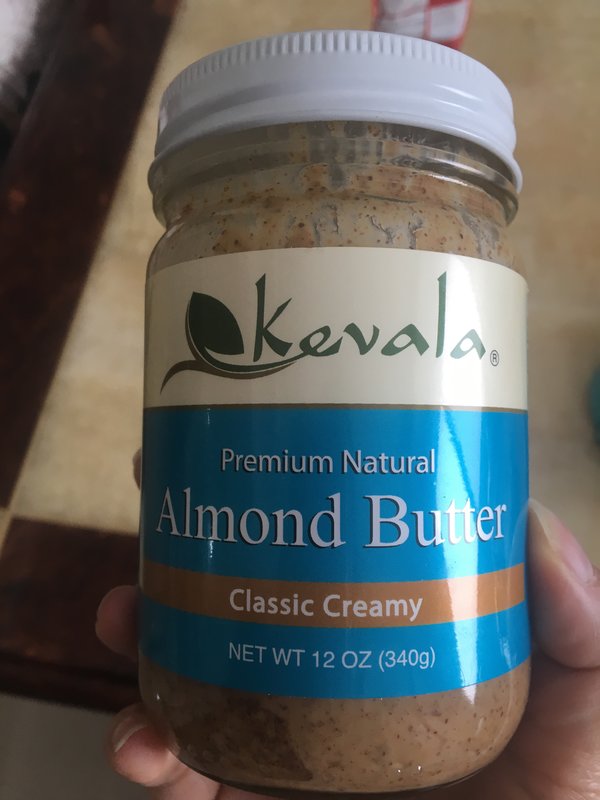 kevala®
Premium Natural
Almond Butter
Classic Creamy
NET WT 12 OZ (340g)